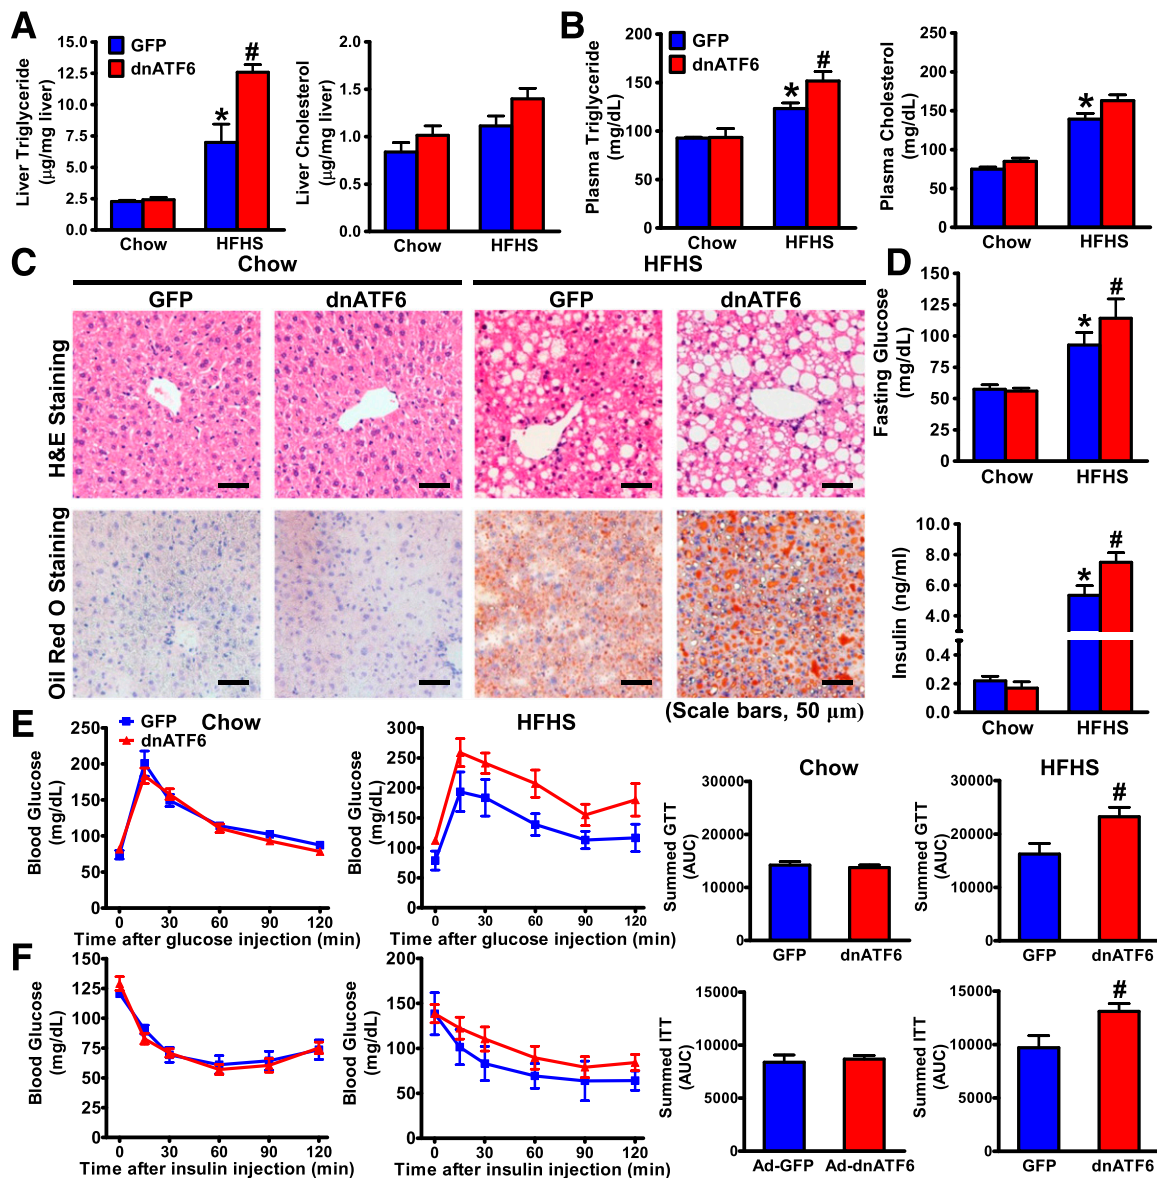 A
Liver Triglyceride
(µg/mg liver)
15.0
12.5
10.0
7.5
5.0
2.5
0.0
GFP
dnATF6
*
#
Chow
HFHS
Liver Cholesterol
(µg/mg liver)
2.0
1.5
1.0
0.5
0.0
Chow
HFHS
B
Plasma Triglyceride
(mg/dL)
200
150
100
50
0
GFP
dnATF6
*
#
Chow
HFHS
Plasma Cholesterol
(mg/dL)
250
200
150
100
50
0
*
Chow
HFHS
C
Chow
HFHS
GFP
dnATF6
GFP
dnATF6
H&E Staining
Oil Red O Staining
(Scale bars, 50 µm)
D
Fasting Glucose
(mg/dL)
150
125
100
75
50
25
0
*
#
Chow
HFHS
Insulin (ng/ml)
10.0
8.0
6.0
4.0
0.4
0.2
0.0
*
#
Chow
HFHS
E
Chow
GFP
dnATF6
Blood Glucose
(mg/dL)
250
200
150
100
50
0
0
30
60
90
120
Time after glucose injection (min)
HFHS
Blood Glucose
(mg/dL)
300
250
200
150
100
50
0
0
30
60
90
120
Time after glucose injection (min)
Chow
Summed GTT
(AUC)
30000
20000
10000
0
GFP
dnATF6
HFHS
Summed GTT
(AUC)
30000
20000
10000
0
#
GFP
dnATF6
F
Blood Glucose
(mg/dL)
150
125
100
75
50
25
0
0
30
60
90
120
Time after insulin injection (min)
Blood Glucose
(mg/dL)
200
150
100
50
0
0
30
60
90
120
Time after insulin injection (min)
Summed ITT
(AUC)
15000
10000
5000
0
Ad-GFP
Ad-dnATF6
Summed ITT
(AUC)
15000
10000
5000
0
#
GFP
dnATF6